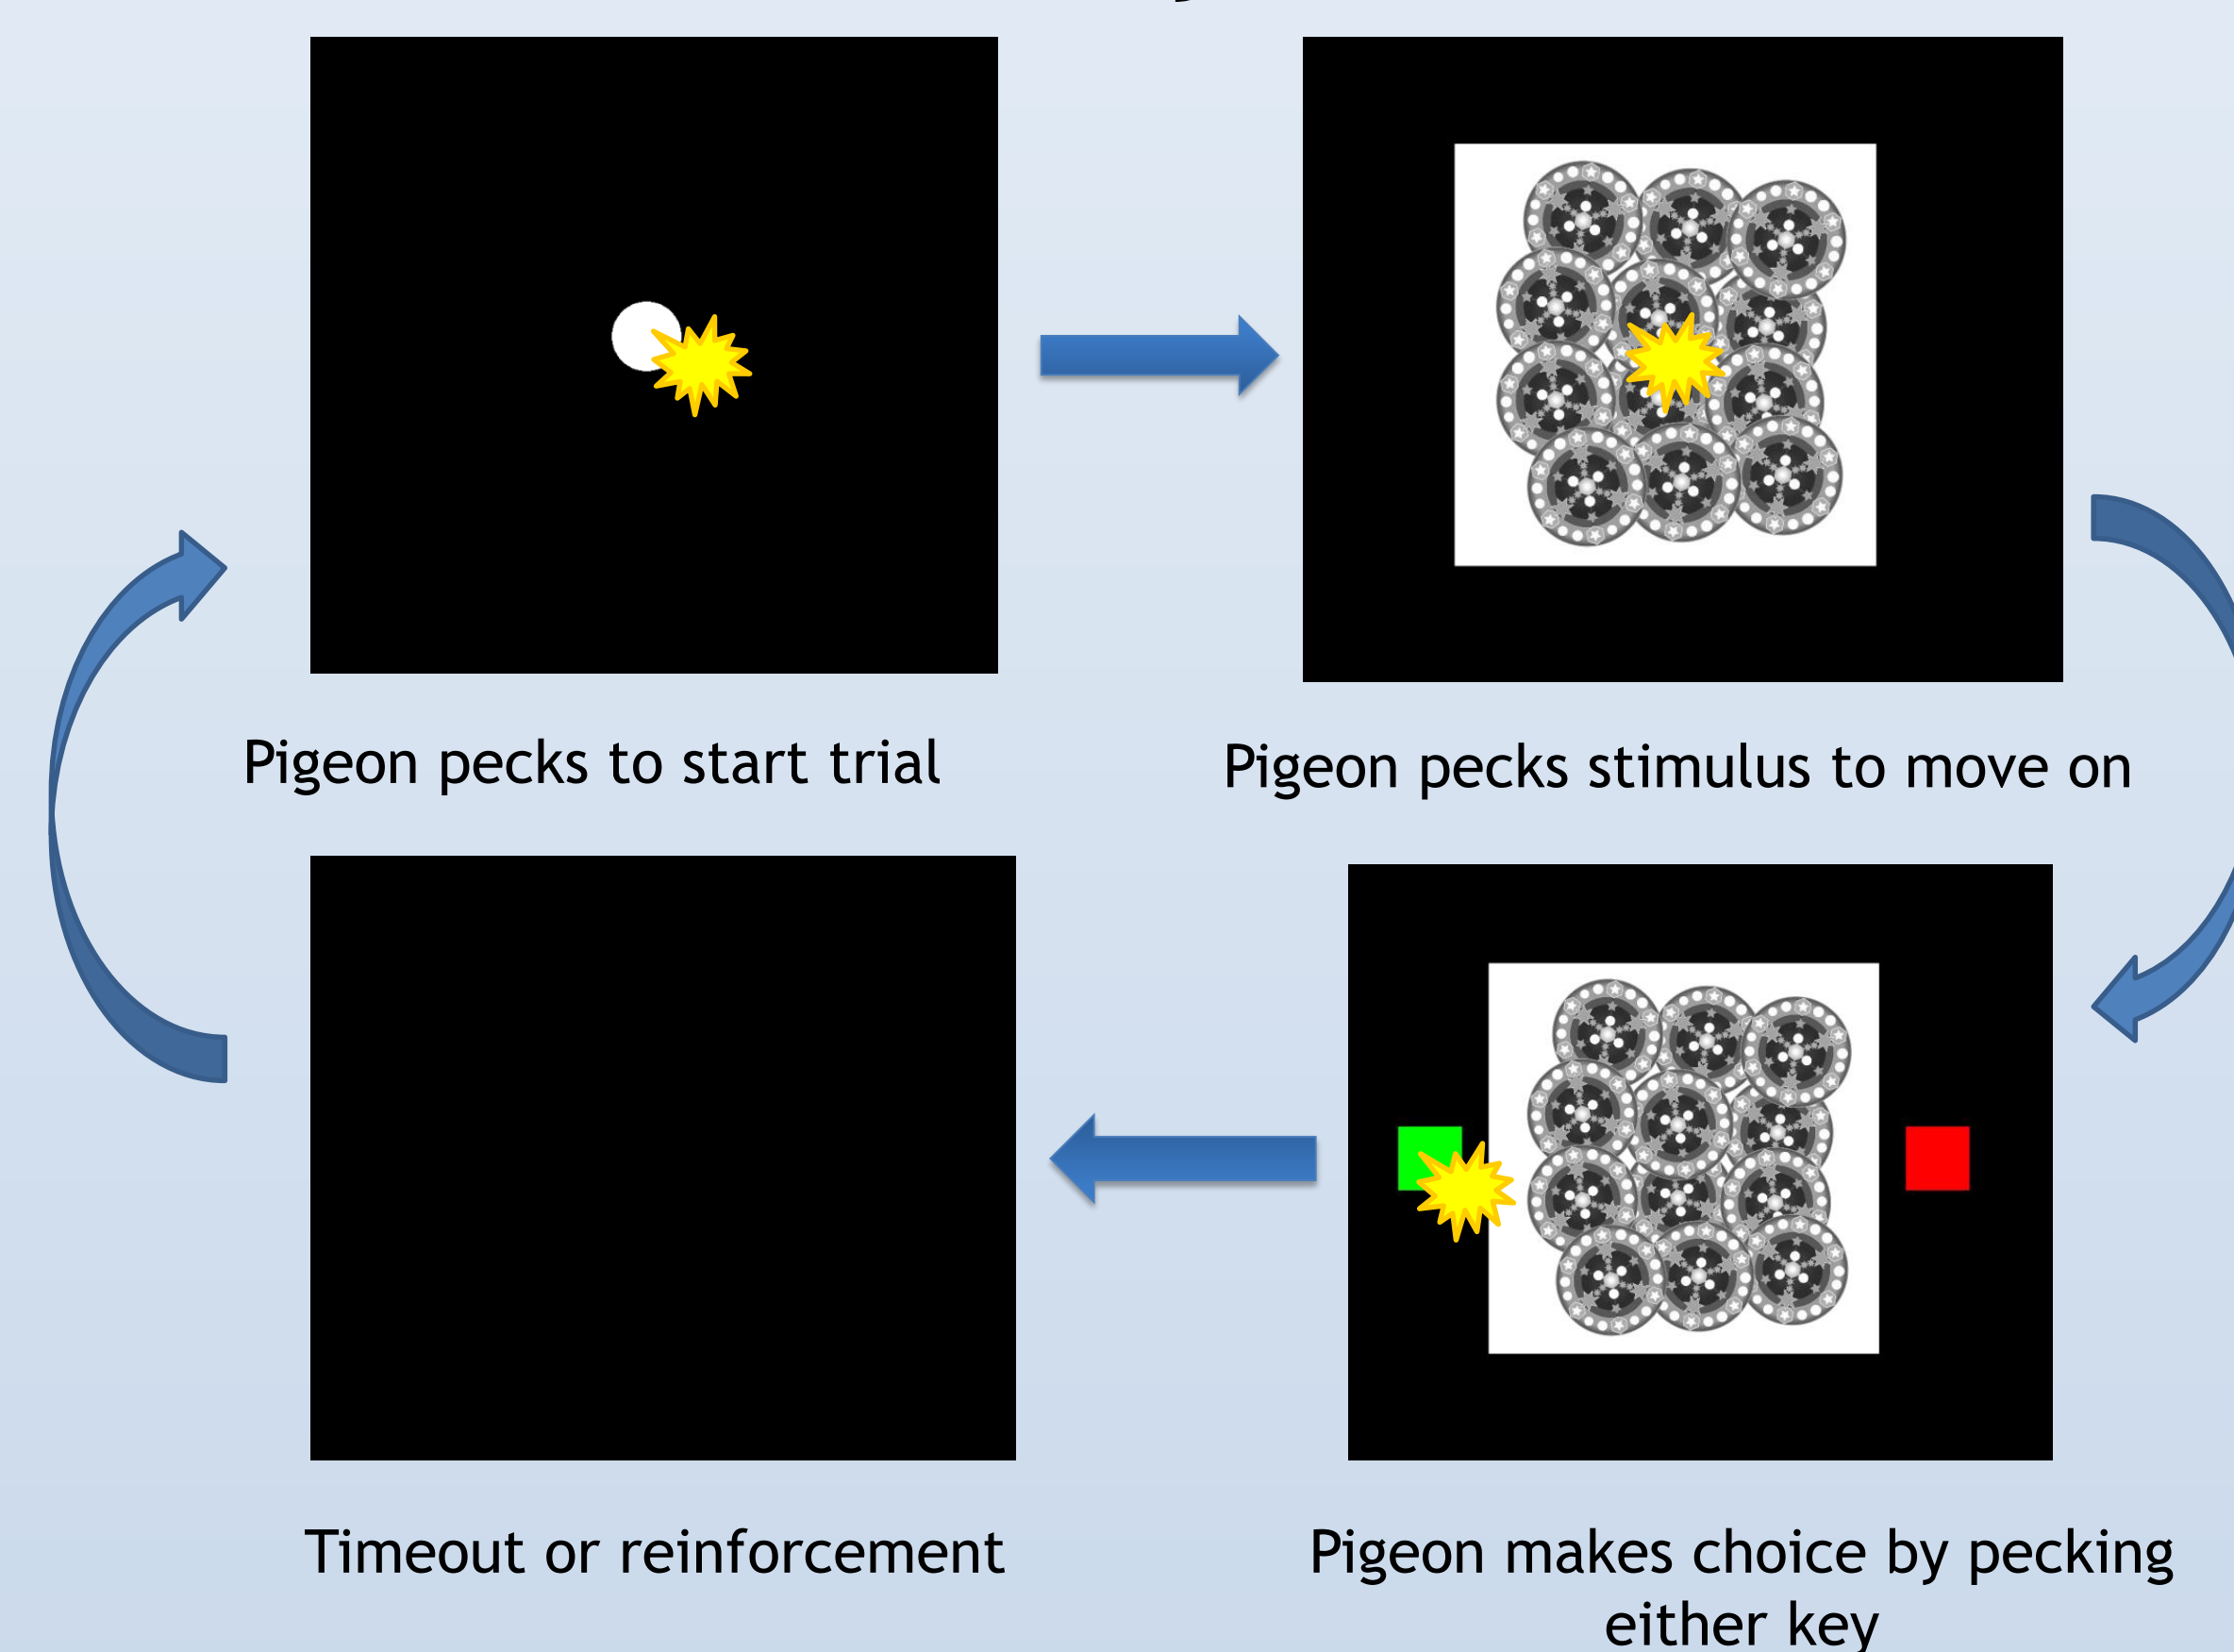 Pigeon pecks to start trial
Pigeon pecks stimulus to move on
Timeout or reinforcement
Pigeon makes choice by pecking
either key